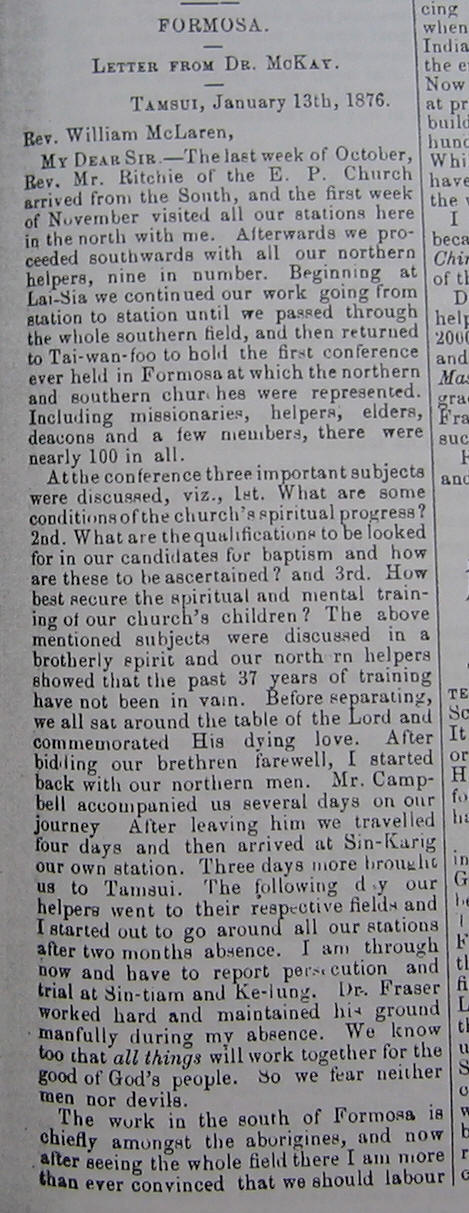 FORMOSA.
LETTER FROM DR. MCKAY.
TAMSUI, January 13th, 1876.
Rev. William McLaren,
MY DEAR SIR.—The last week of October,
Rev. Mr. Ritchie of the E. P. Church
arrived from the South, and the first week
of November visited all our stations here
in the north with me. Afterwards we pro-
ceeded southwards with all our northern
helpers, nine in number. Beginning at
Lai-Sia we continued our work going from
station to station until we passed through
the whole southern field, and then returned
to Tai-wan-foo to hold the first conference
ever held in Formosa at which the northern
and southern churches were represented.
Including missionaries, helpers, elders,
deacons and a few members, there were
nearly 100 in all.
At the conference three important subjects
were discussed, viz., 1st. What are some
conditions of the church's spiritual progress?
2nd. What are the qualifications to be looked
for in our candidates for baptism and how
are these to be ascertained? and 3rd. How
best secure the spiritual and mental train-
ing of our church's children? The above
mentioned subjects were discussed in a
brotherly spirit and our north rn helpers
showed that the past 37 years of training
have not been in vain. Before separating,
we all sat around the table of the Lord and
commemorated His dying love. After
bidding our brethren farewell, I started
back with our northern men. Mr. Camp-
bell accompanied us several days on our
journey After leaving him we travelled
four days and then arrived at Sin-Karig
our own station. Three days more brought
us to Tamsui. The following d y our
helpers went to their respective fields and
I started out to go around all our stations
after two months absence. I am through
now and have to report persecution and
trial at Sin-tiam and Ke-lung. Dr. Fraser
worked hard and maintained his ground
manfully during my absence. We know
too that all things will work together for the
good of God's people. So we fear neither
men nor devils.
The work in the south of Formosa is
chiefly amongst the aborigines, and now
after seeing the whole field there I am more
than ever convinced that we should labour